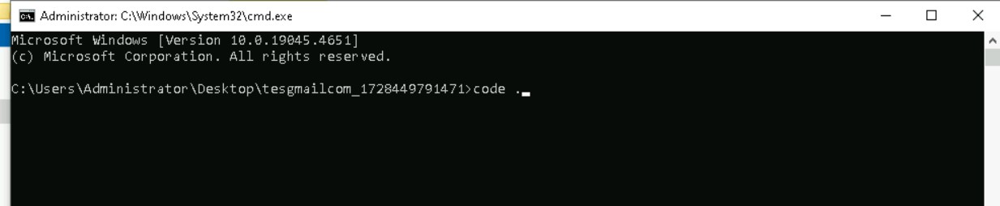 Administrator: C:\Windows\System32\cmd.exe
Microsoft Windows [Version 10.0.19045.4651]
(c) Microsoft Corporation. All rights reserved.
C:\Users\Administrator\Desktop\tesgmailcom_1728449791471>code .